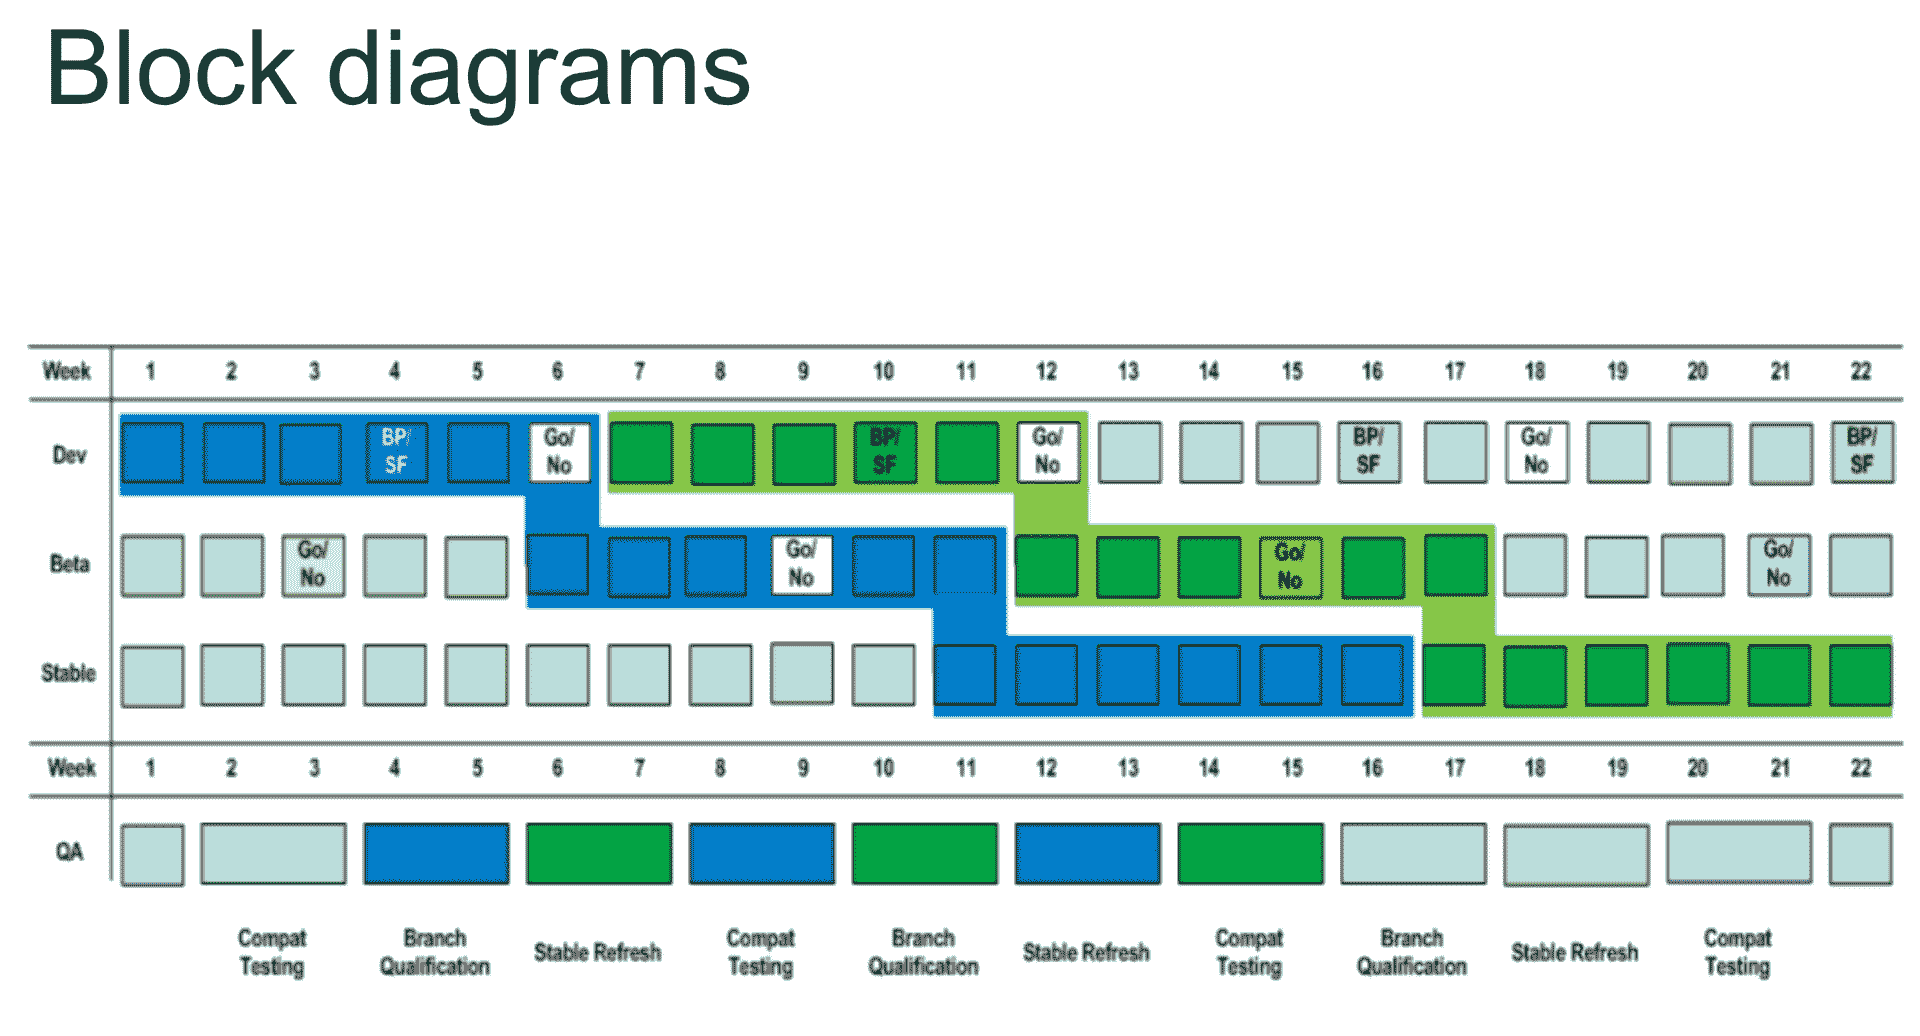 Block diagrams
Week 1 2 3 4 5 6 7 8 9 10 11 12 13 14 15 16 17 18 19 20 21 22
Dev BP/ SF Go/ No BP/ SF Go/ No BP/ SF Go/ No BP/ SF
Beta Go/ No Go/ No Go/ No Go/ No
Stable
Week 1 2 3 4 5 6 7 8 9 10 11 12 13 14 15 16 17 18 19 20 21 22
QA
Compat
Testing
Branch
Qualification
Stable Refresh
Compat
Testing
Branch
Qualification
Stable Refresh
Compat
Testing
Branch
Qualification
Stable Refresh
Compat
Testing